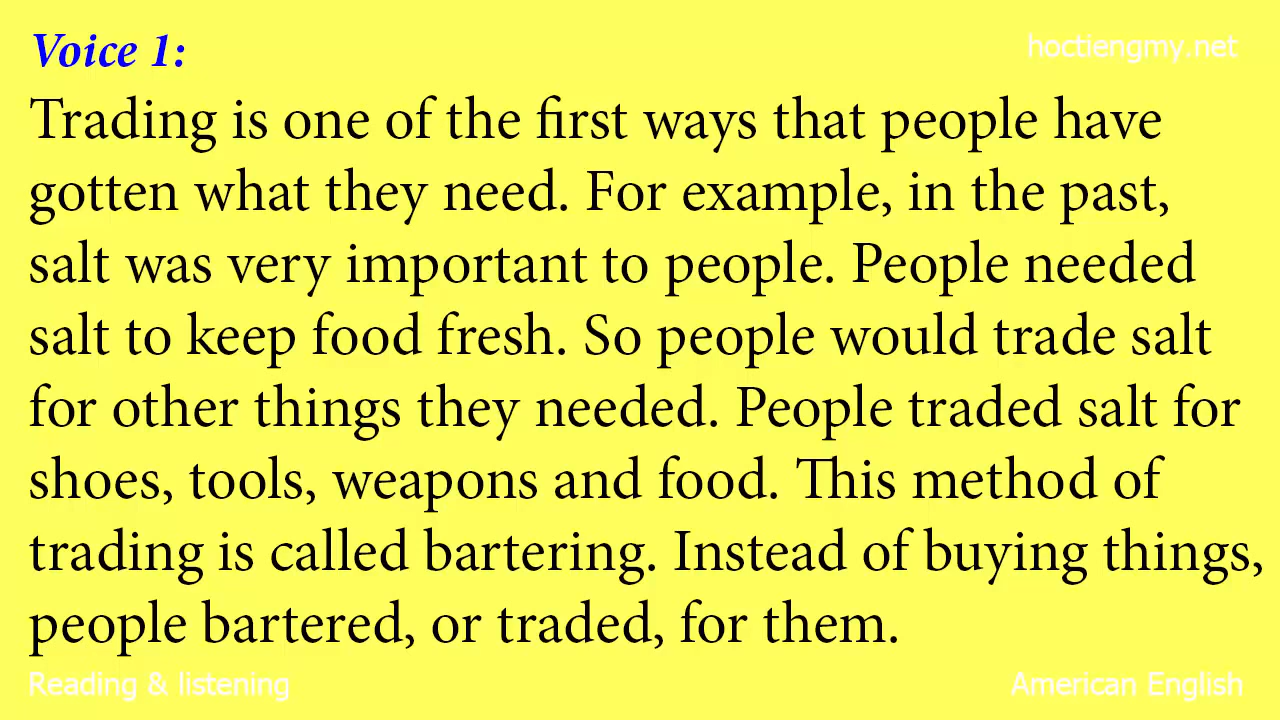 Voice 1:
hoctiengmy.net
Trading is one of the first ways that people have
gotten what they need. For example, in the past,
salt was very important to people. People needed
salt to keep food fresh. So people would trade salt
for other things they needed. People traded salt for
shoes, tools, weapons and food. This method of
trading is called bartering. Instead of buying things,
people bartered, or traded, for them.
Reading & listening
American English